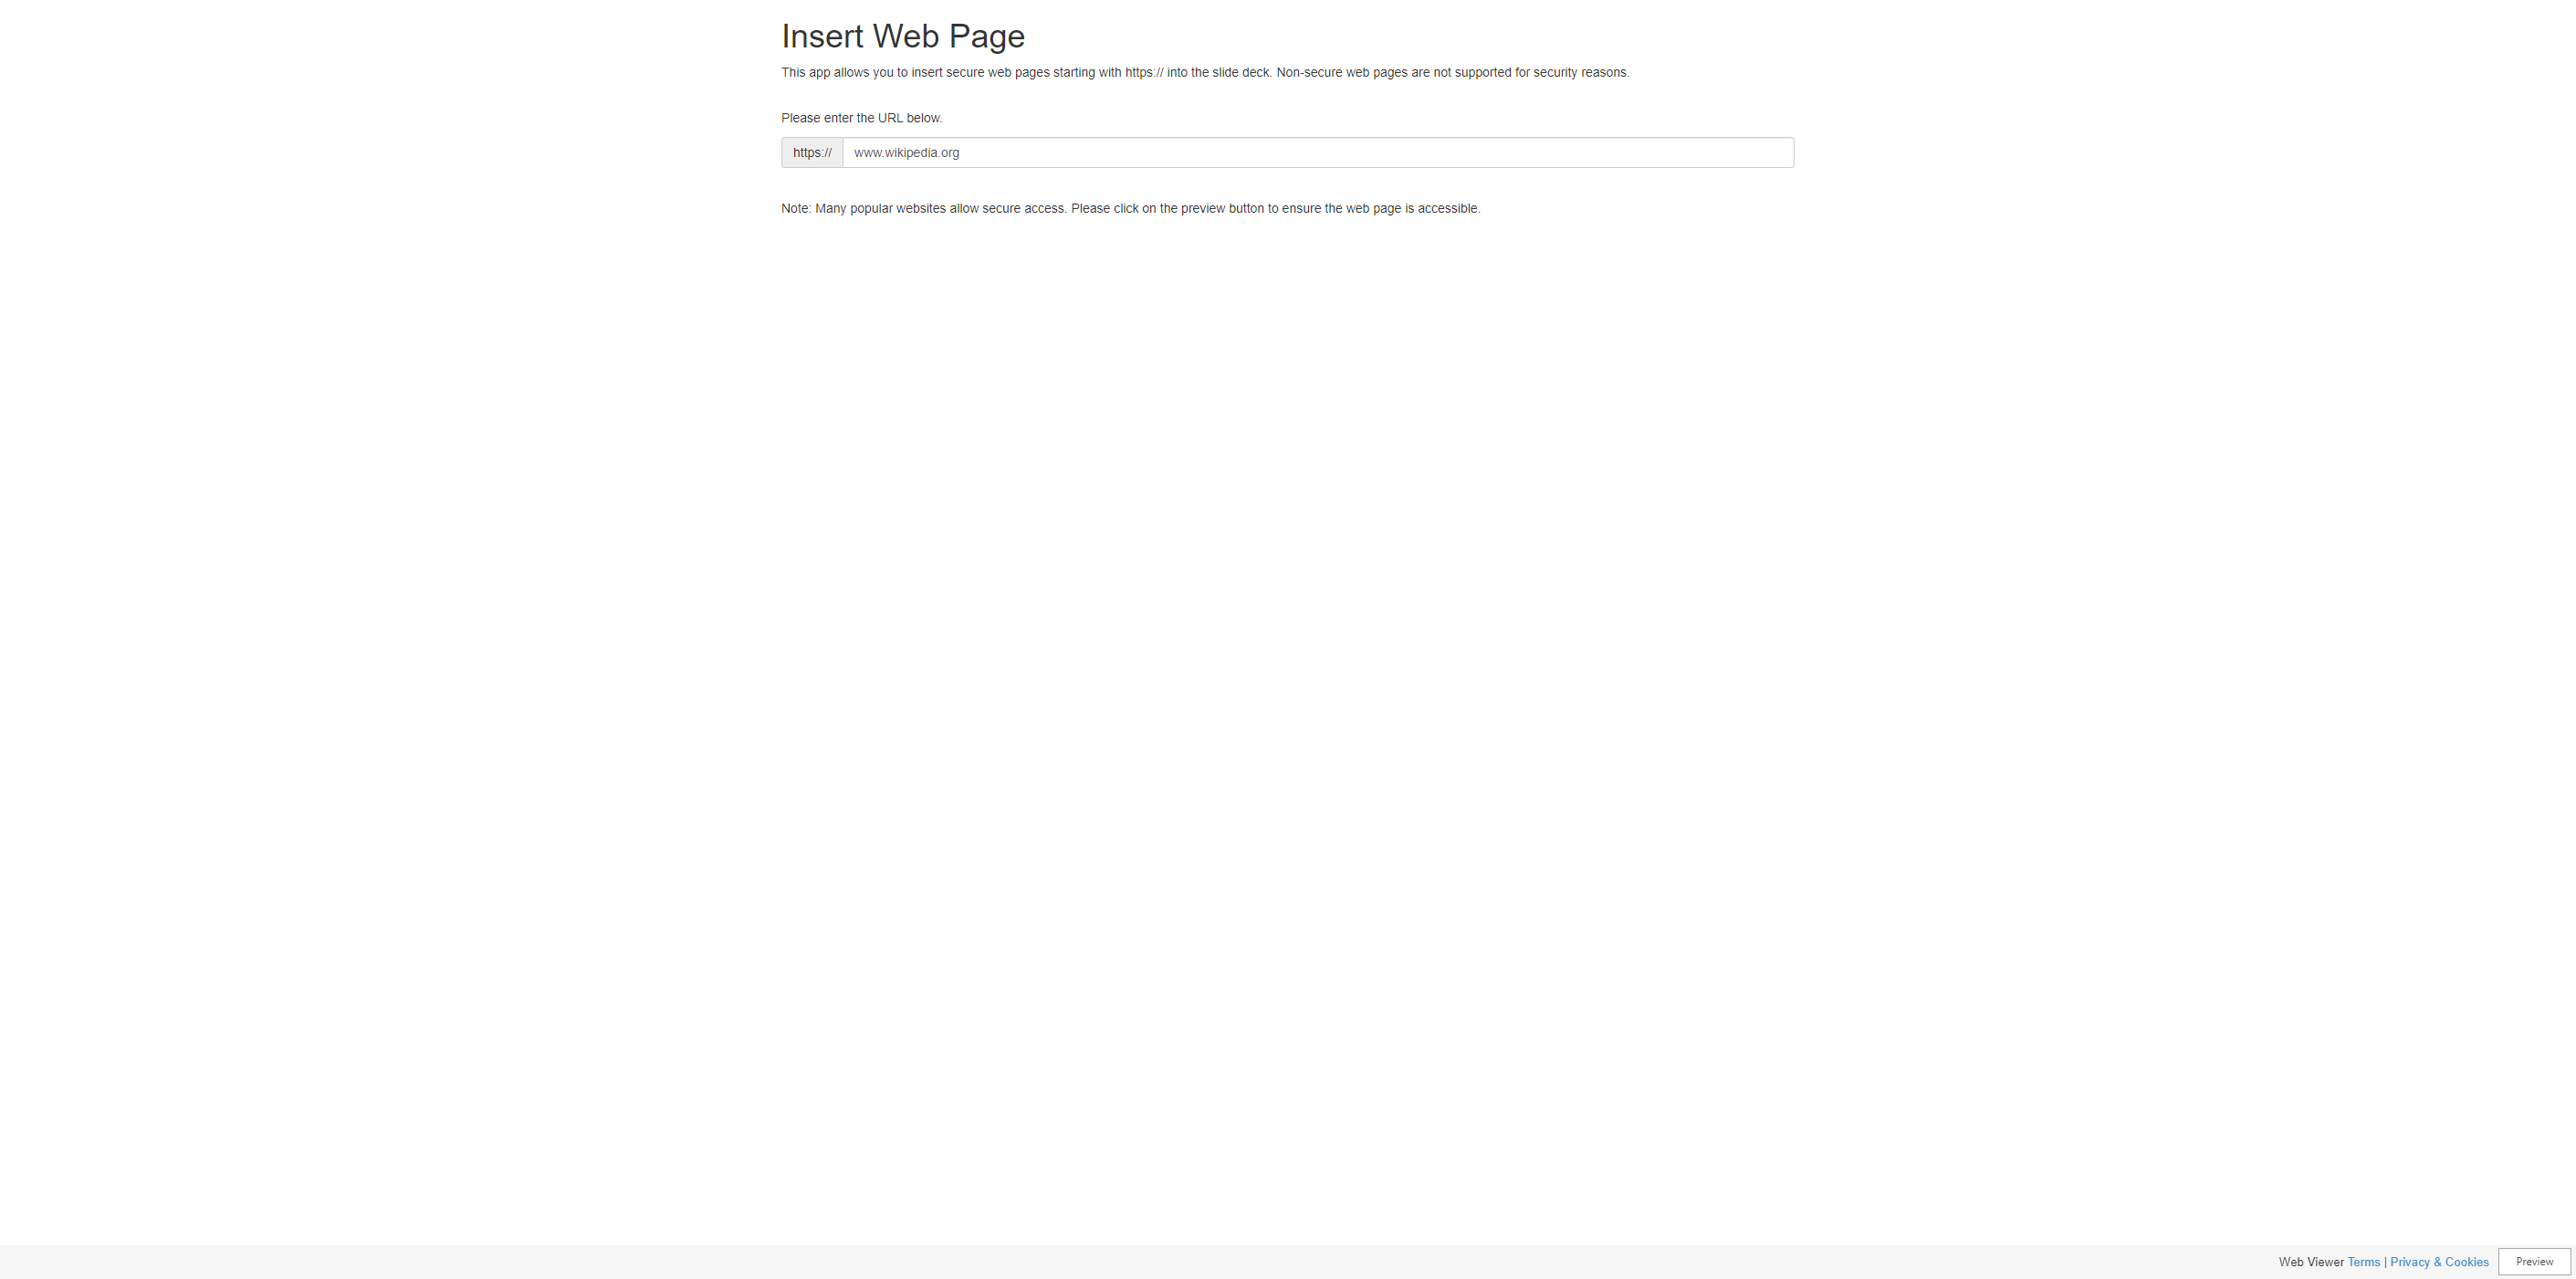 Insert Web Page
This app allows you to insert secure web pages starting with https:// into the slide deck. Non-secure web pages are not supported for security reasons.
Please enter the URL below.
https:// www.wikipedia.org
Note: Many popular websites allow secure access. Please click on the preview button to ensure the web page is accessible.
Web Viewer Terms | Privacy & Cookies Preview